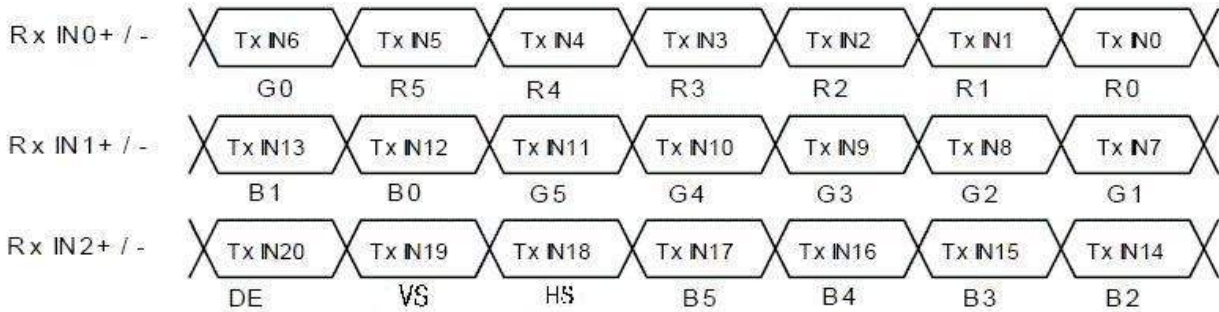 Rx IN0+ / - Tx IN6 Tx IN5 Tx IN4 Tx IN3 Tx IN2 Tx IN1 Tx IN0
G0 R5 R4 R3 R2 R1 R0
Rx IN1+ / - Tx IN13 Tx IN12 Tx IN11 Tx IN10 Tx IN9 Tx IN8 Tx IN7
B1 B0 G5 G4 G3 G2 G1
Rx IN2+ / - Tx IN20 Tx IN19 Tx IN18 Tx IN17 Tx IN16 Tx IN15 Tx IN14
DE VS HS B5 B4 B3 B2